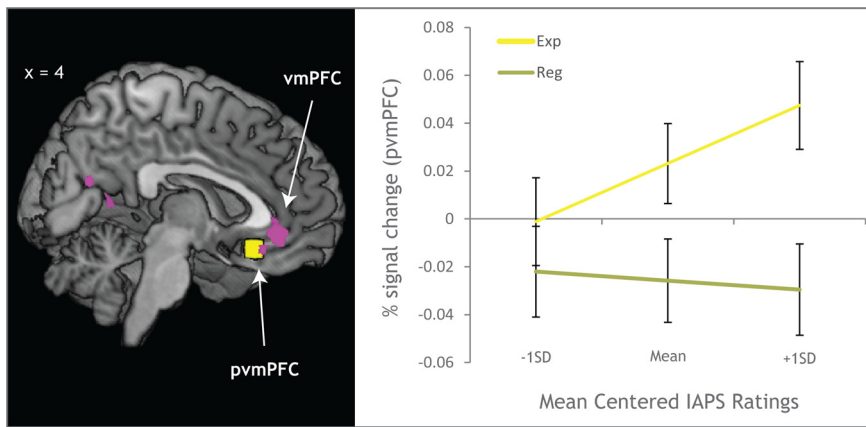 x = 4
vmPFC
pvmPFC
% signal change (pvmPFC)
0.08
0.06
0.04
0.02
0
-0.02
-0.04
-0.06
Exp
Reg
-1SD
Mean
+1SD
Mean Centered IAPS Ratings